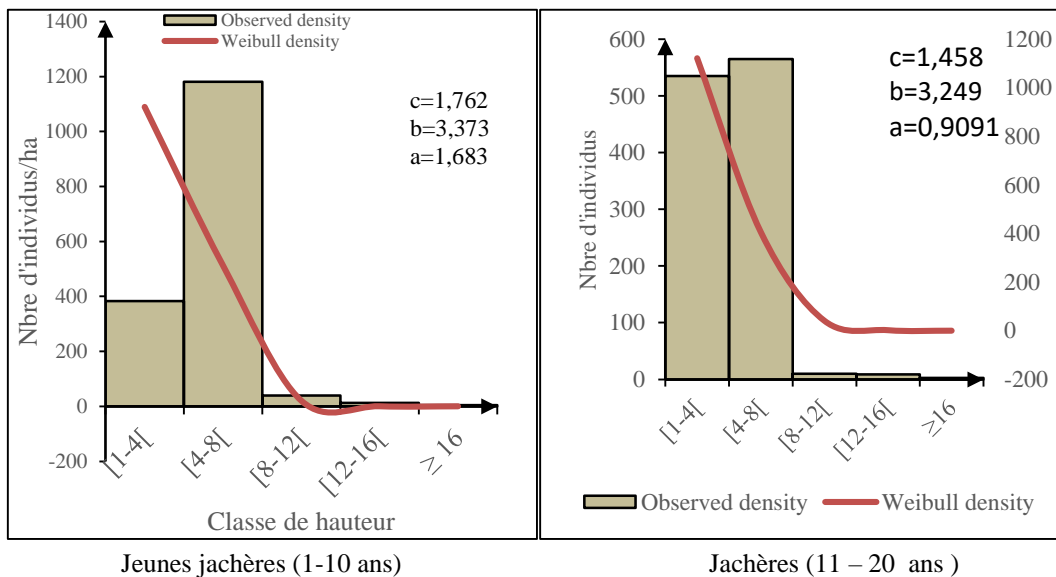 Observed density
Weibull density
1400
1200
1000
800
600
400
200
0
-200
Nbre d'individus/ha
c=1,762
b=3,373
a=1,683
[1-4[
[4-8[
[8-12[
[12-16[
≥ 16
Classe de hauteur
Jeunes jachères (1-10 ans)
600
500
400
300
200
100
0
Nbre d'individus
c=1,458
b=3,249
a=0,9091
1200
1000
800
600
400
200
0
-200
[1-4[
[4-8[
[8-12[
[12-16[
≥16
Observed density Weibull density
Jachères (11 – 20 ans )